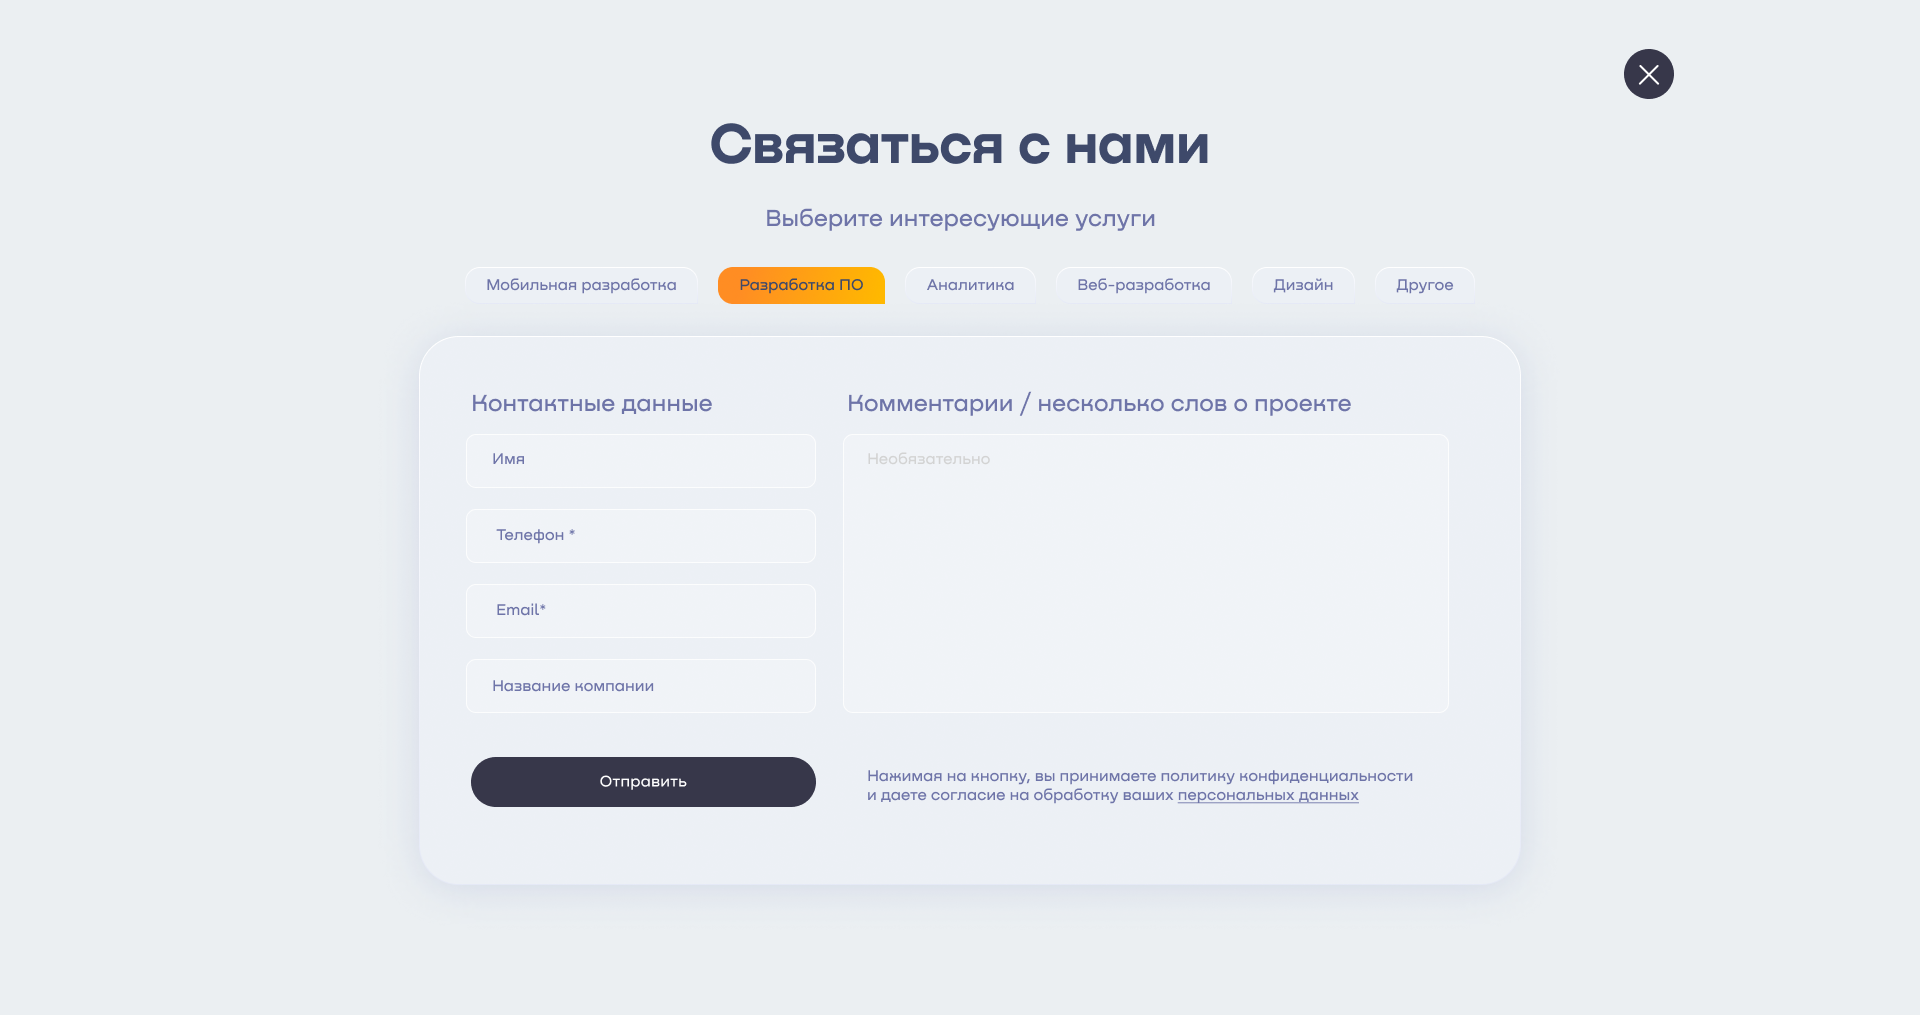 Связаться с нами
Выберите интересующие услуги
Мобильная разработка
Разработка ПО
Аналитика
Веб-разработка
Дизайн
Другое
Контактные данные
Имя
Телефон *
Email*
Название компании
Комментарии / несколько слов о проекте
Необязательно
Отправить
Нажимая на кнопку, вы принимаете политику конфиденциальности
и даете согласие на обработку ваших персональных данных